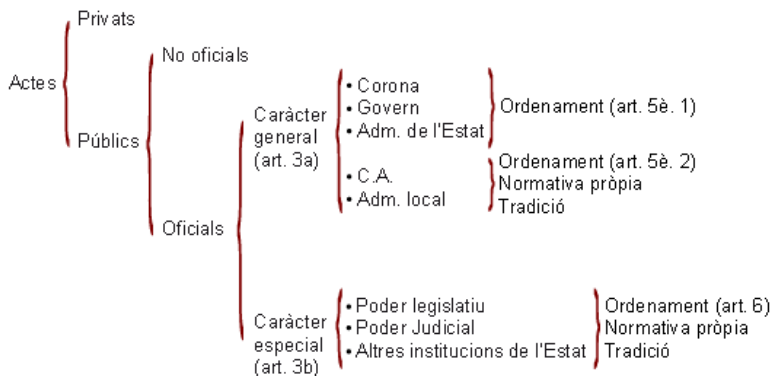 Actes
Privats
Públics
No oficials
Oficials
Caràcter
general
(art. 3a)
• Corona
• Govern
• Adm. de l'Estat
Ordenament (art. 5è. 1)
• C.A.
• Adm. local
Ordenament (art. 5è. 2)
Normativa pròpia
Tradició
Caràcter
especial
(art. 3b)
• Poder legislatiu
• Poder Judicial
• Altres institucions de l'Estat
Ordenament (art. 6)
Normativa pròpia
Tradició